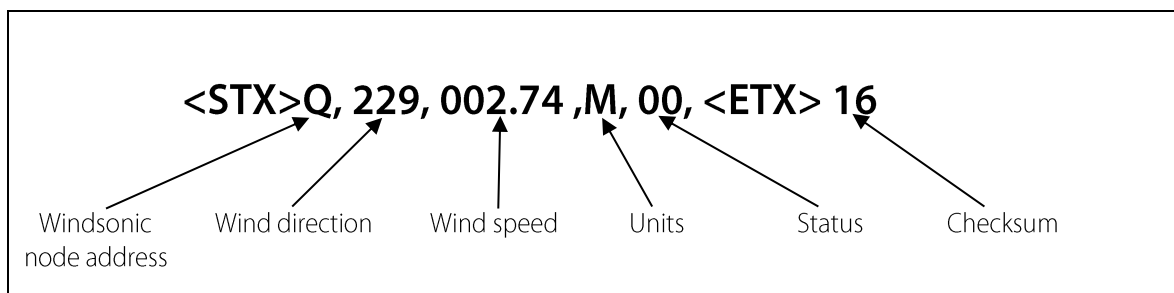 <STX>Q, 229, 002.74 ,M, 00, <ETX> 16
Windsonic node address
Wind direction
Wind speed
Units
Status
Checksum